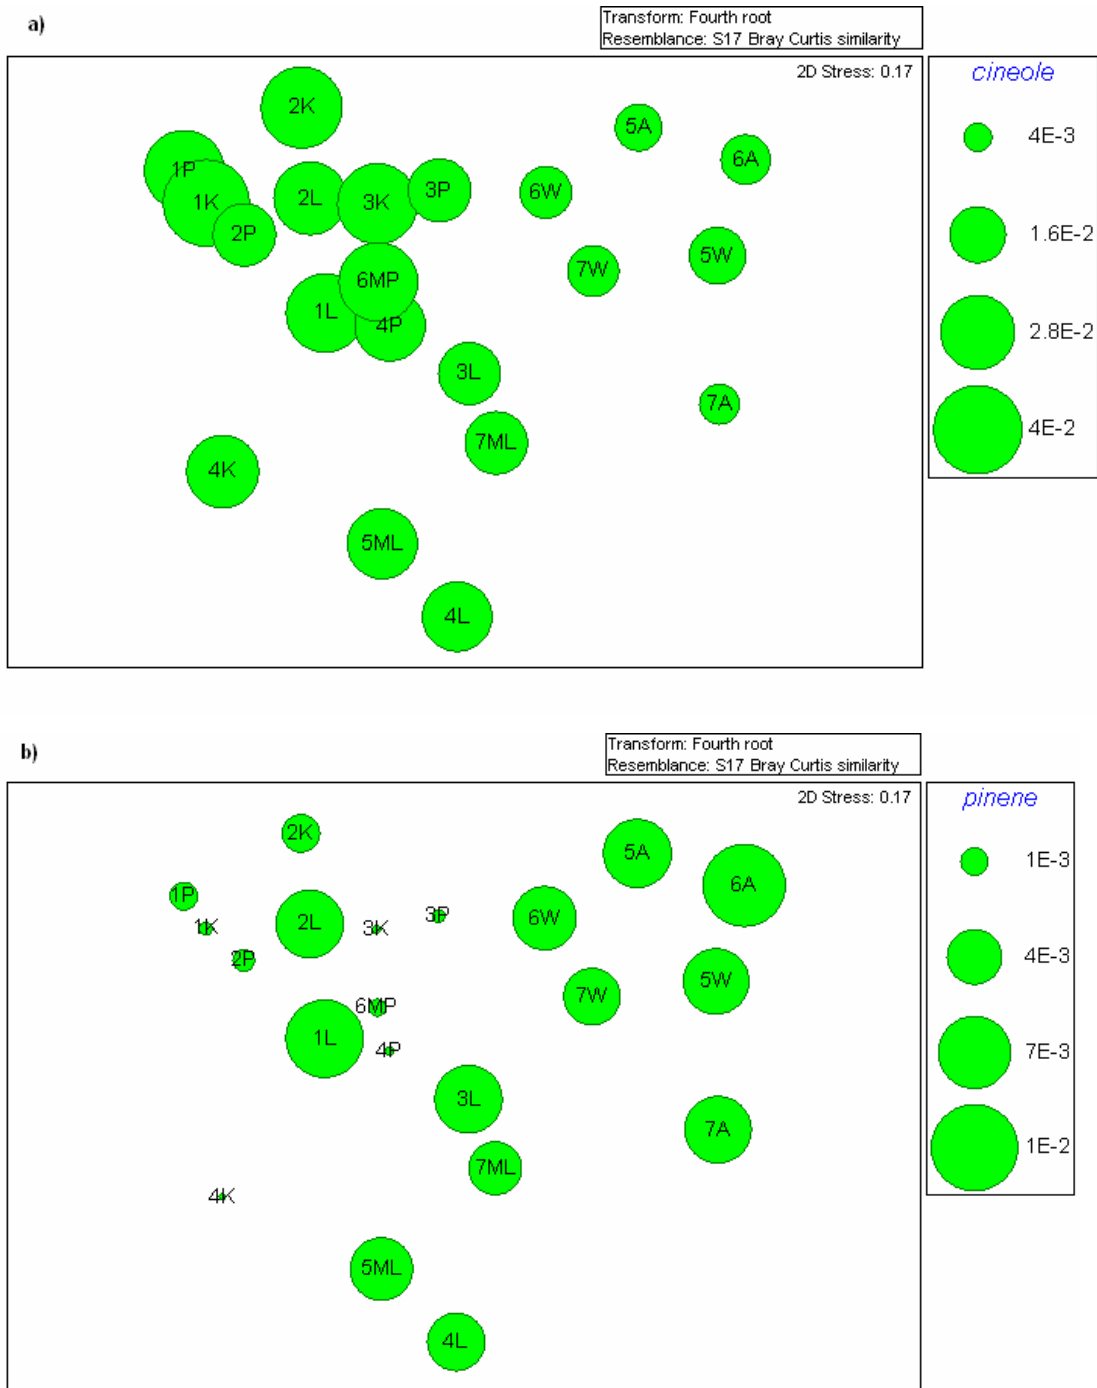 a)
Transform: Fourth root
Resemblance: S17 Bray Curtis similarity
2D Stress: 0.17
cineole
4E-3
1.6E-2
2.8E-2
4E-2
2K
5A
6A
1P
1K
2L
3K
3P
6W
2P
5W
7W
6MP
1L
4P
3L
7A
7ML
4K
5ML
4L
b)
Transform: Fourth root
Resemblance: S17 Bray Curtis similarity
2D Stress: 0.17
pinene
1E-3
4E-3
7E-3
1E-2
2K
5A
6A
1P
1K
2L
3K
3P
6W
2P
5W
7W
6MP
1L
4P
3L
7A
7ML
4K
5ML
4L